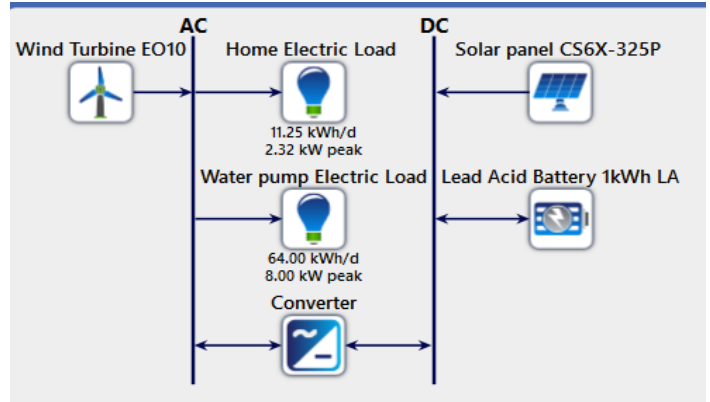 AC
DC
Wind Turbine EO10
Home Electric Load
Solar panel CS6X-325P
11.25 kWh/d
2.32 kW peak
Water pump Electric Load
Lead Acid Battery 1kWh LA
64.00 kWh/d
8.00 kW peak
Converter